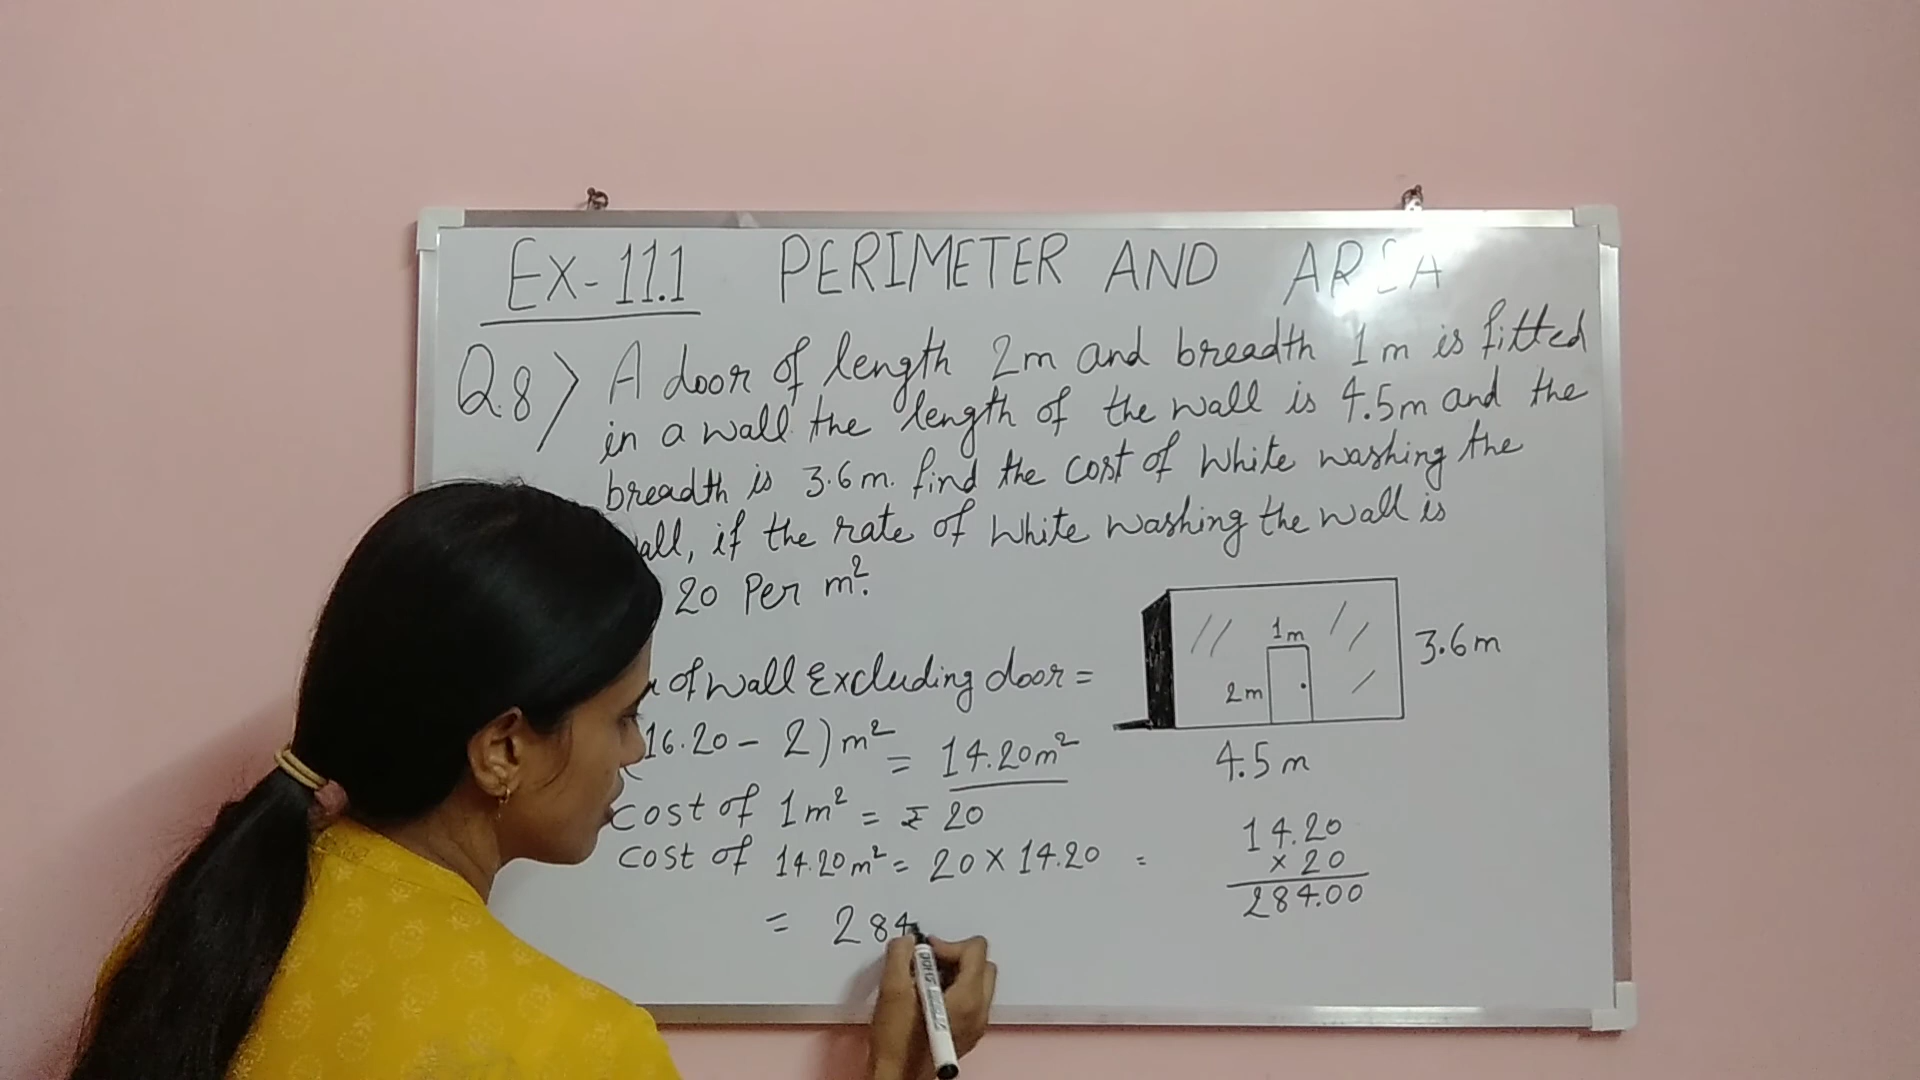 Ex-11.1 PERIMETER AND AREA
Q.8> A door of length 2m and breadth 1m is fitted
in a wall. the length of the wall is 4.5m and the
breadth is 3.6m. find the cost of white washing the
all, if the rate of white washing the wall is
20 Per m².
of wall Excluding door =
(16.20 - 2)m² = 14.20m²
cost of 1m² = ₹ 20
cost of 14.20m² = 20 × 14.20 =
= 284
1m
2m
3.6m
4.5m
14.20
× 20
284.00